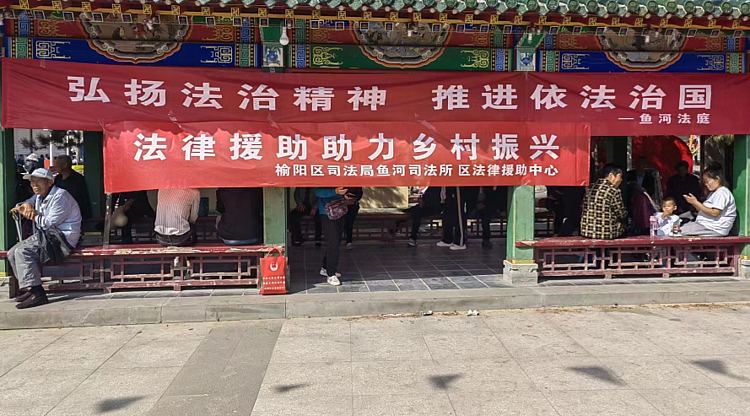 弘扬法治精神 推进依法治国
—鱼河法庭
法律援助助力乡村振兴
榆阳区司法局鱼河司法所 区法律援助中心